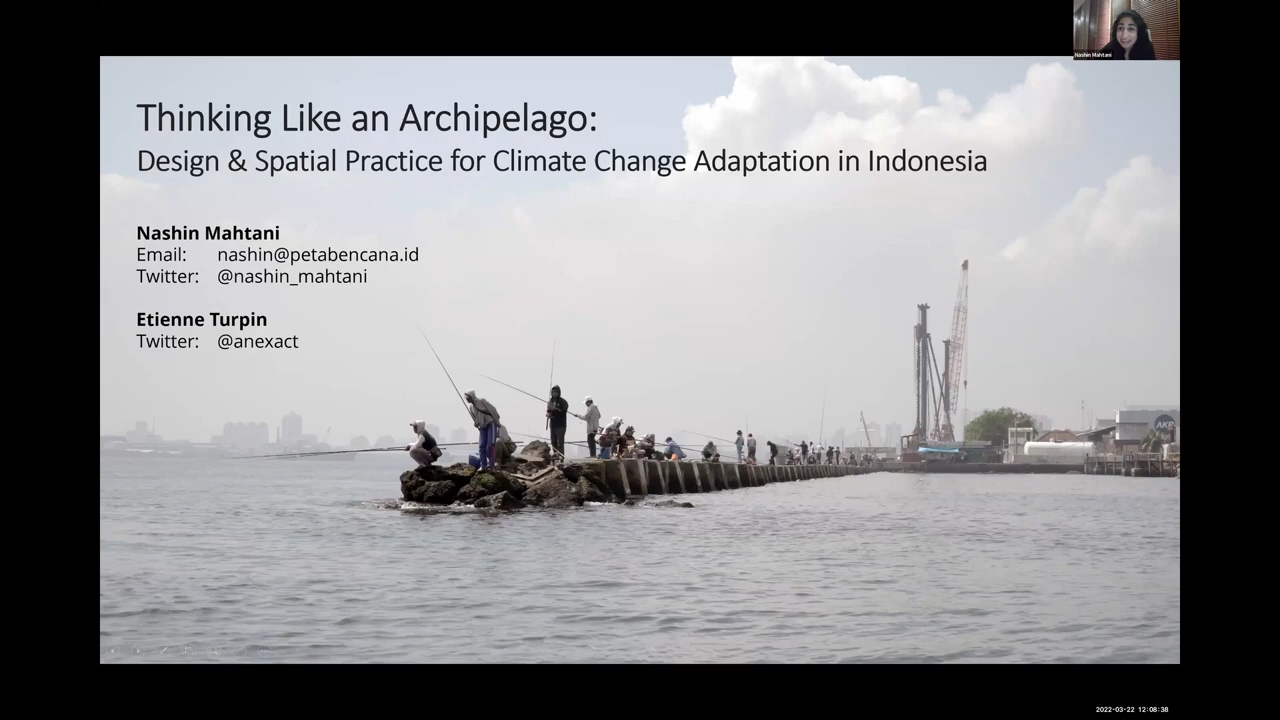 Nashin Mahtani
Thinking Like an Archipelago:
Design & Spatial Practice for Climate Change Adaptation in Indonesia
Nashin Mahtani
Email: nashin@petabencana.id
Twitter: @nashin_mahtani
Etienne Turpin
Twitter: @anexact
AKR
2022-03-22 12:08:38